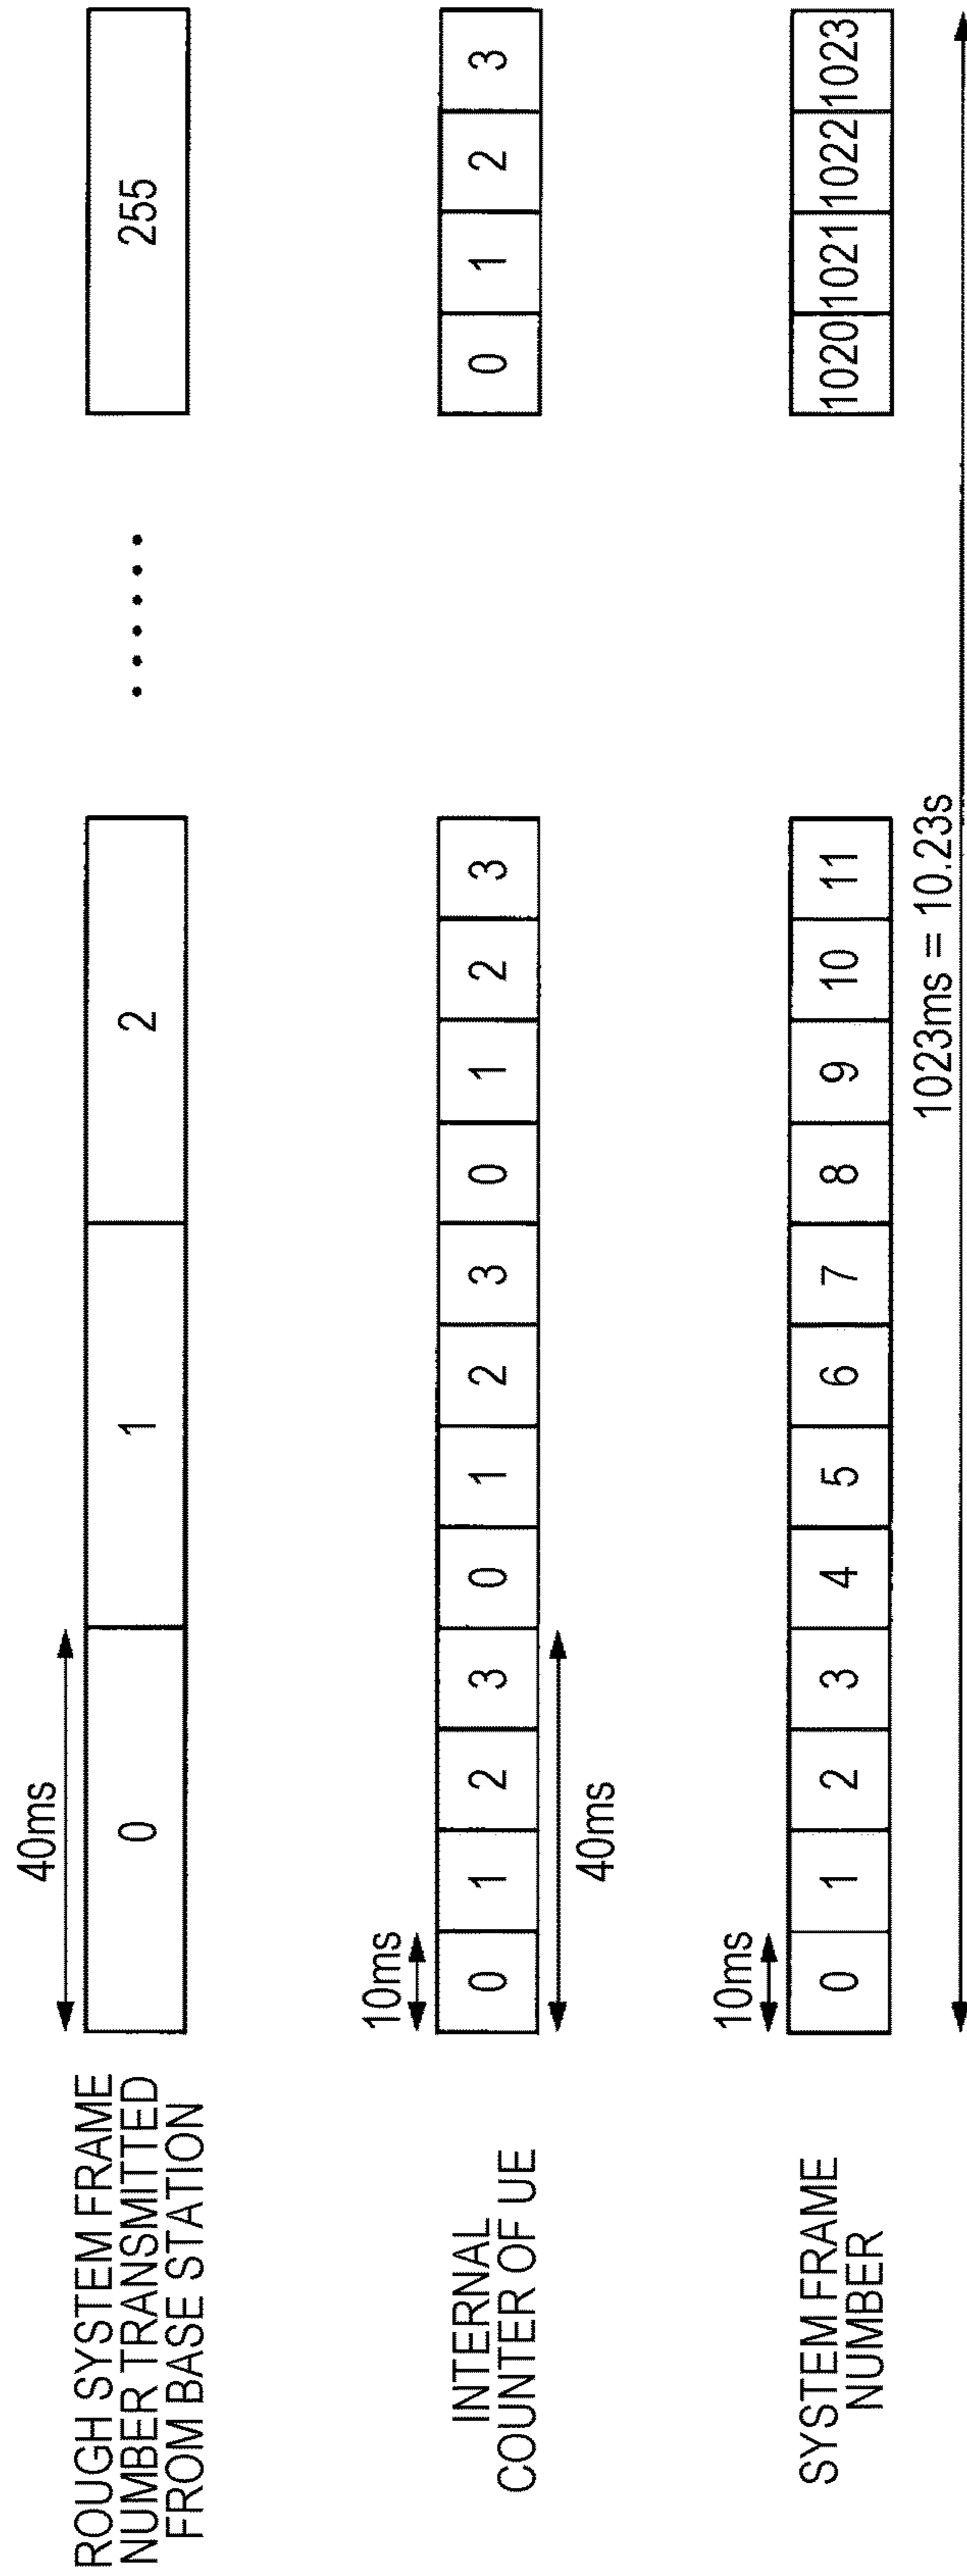 40ms
ROUGH SYSTEM FRAME
NUMBER TRANSMITTED
FROM BASE STATION
0 1 2 ...... 255
10ms
INTERNAL
COUNTER OF UE
0 1 2 3 0 1 2 3 0 1 2 3 0 1 2 3
40ms
10ms
SYSTEM FRAME
NUMBER
0 1 2 3 4 5 6 7 8 9 10 11 1020 1021 1022 1023
1023ms = 10.23s